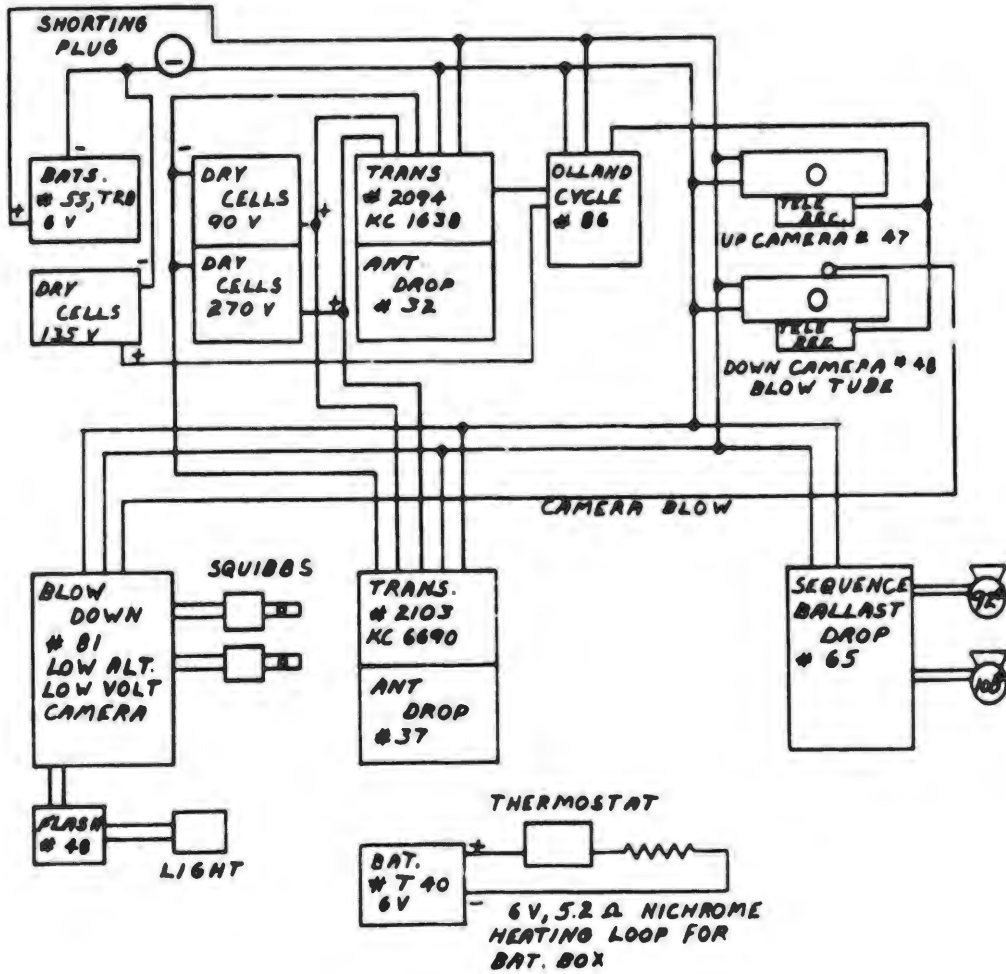 SHORTING
PLUG
-
-
-
+
BATS.
# 55, TRB
6 V
-
DRY
CELLS
135 V
+
DRY
CELLS
90 V
+
DRY
CELLS
270 V
+
TRANS
# 2094
KC 1638
ANT
DROP
# 32
OLLAND
CYCLE
# 86
TELE
REC.
UP CAMERA # 47
TELE
REC
DOWN CAMERA # 48
BLOW TUBE
CAMERA BLOW
BLOW
DOWN
# 81
LOW ALT.
LOW VOLT
CAMERA
SQUIBBS
FLASH
# 48
LIGHT
TRANS.
# 2103
KC 6690
ANT
DROP
# 37
SEQUENCE
BALLAST
DROP
# 65
THERMOSTAT
BAT.
# T 40
6 V
+
-
6 V, 5.2 Ω NICHROME
HEATING LOOP FOR
BAT. BOX